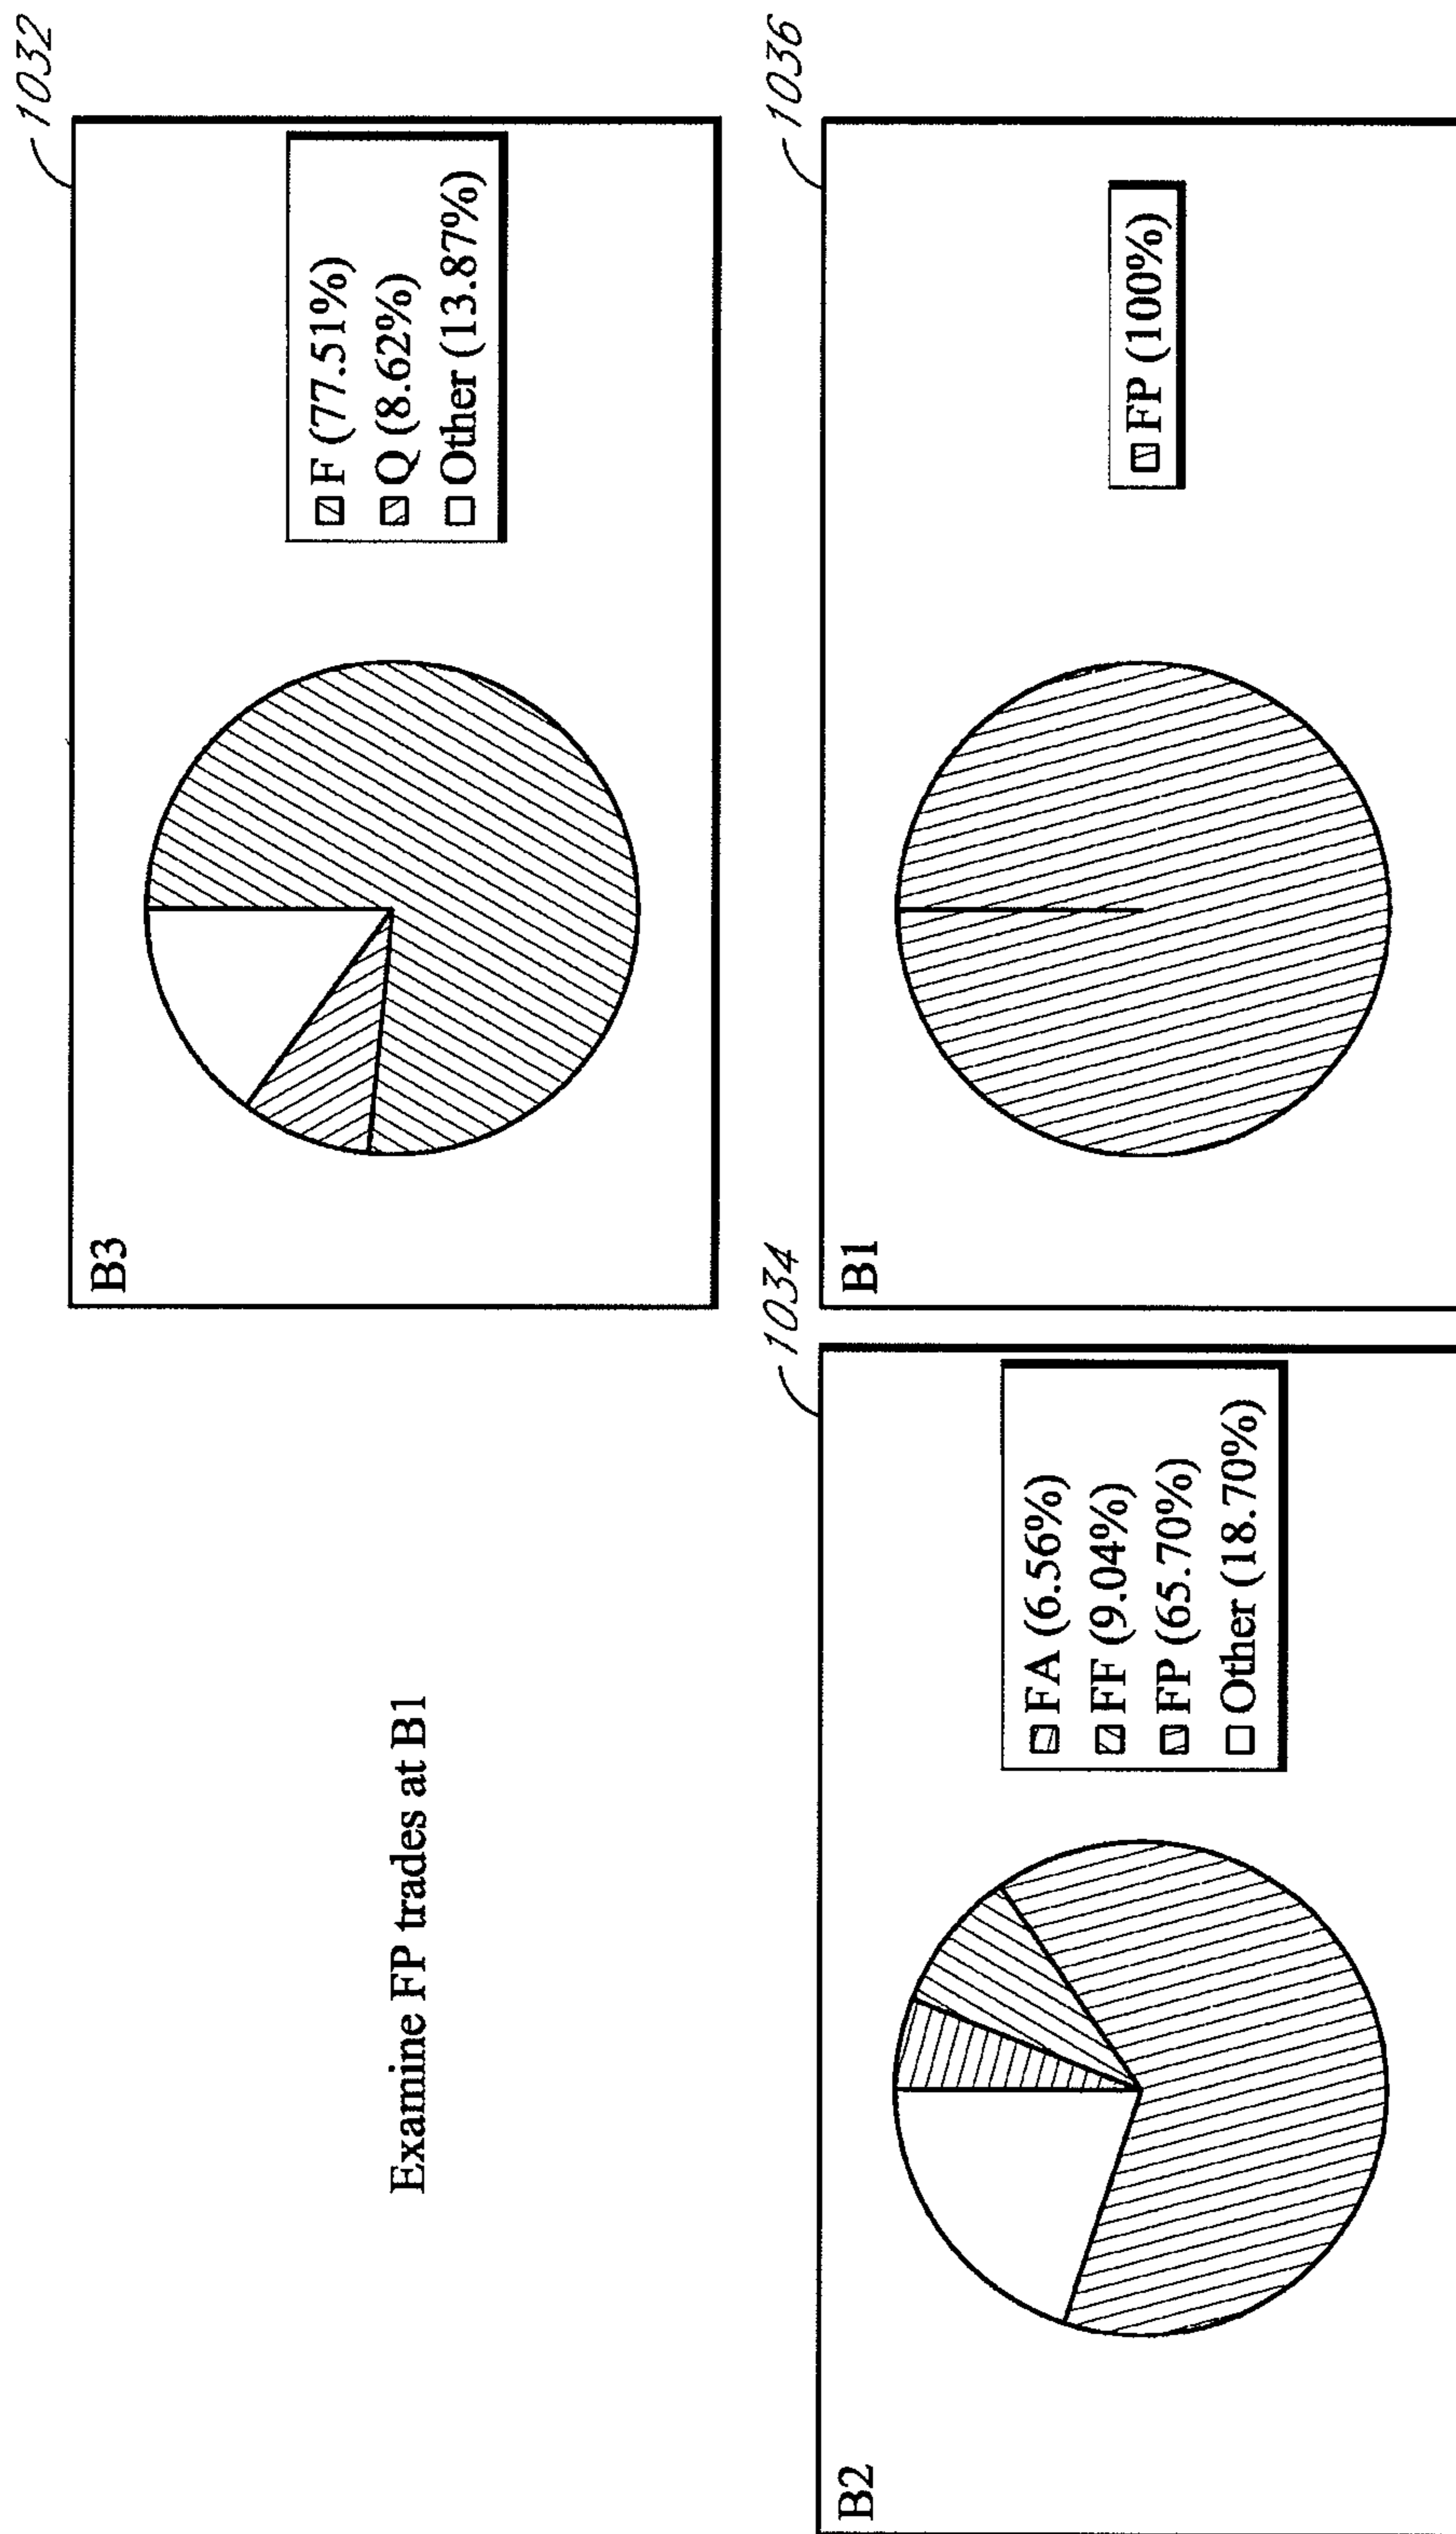 Examine FP trades at B1
1032
B3
F (77.51%)
Q (8.62%)
Other (13.87%)
1034
B2
FA (6.56%)
FF (9.04%)
FP (65.70%)
Other (18.70%)
1036
B1
FP (100%)